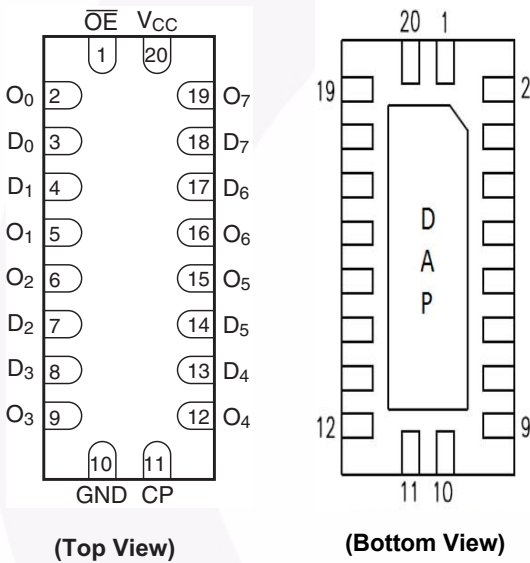 O̅E̅ VCC
1 20
O0 2 19 O7
D0 3 18 D7
D1 4 17 D6
O1 5 16 O6
O2 6 15 O5
D2 7 14 D5
D3 8 13 D4
O3 9 12 O4
10 11
GND CP
(Top View)
20 1
19 2
D
A
P
12 9
11 10
(Bottom View)